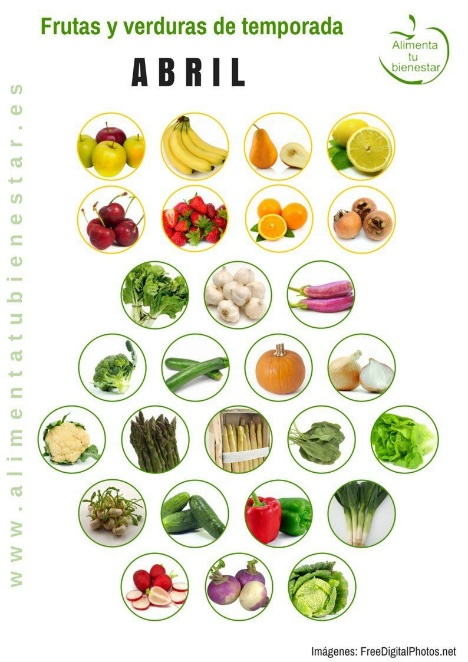 Frutas y verduras de temporada
ABRIL
Alimenta
tu
bienestar
www.alimentatubienestar.es
Imágenes: FreeDigitalPhotos.net